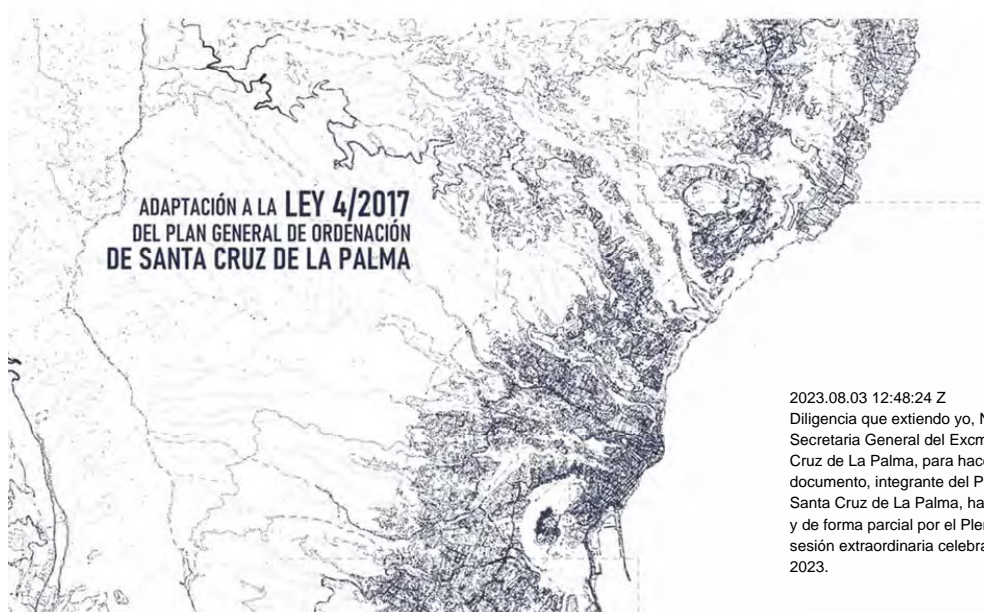 ADAPTACIÓN A LA LEY 4/2017
DEL PLAN GENERAL DE ORDENACIÓN
DE SANTA CRUZ DE LA PALMA
2023.08.03 12:48:24 Z
Diligencia que extiendo yo,
Secretaria General del
Cruz de La Palma, para
documento, integrante del
Santa Cruz de La Palma,
y de forma parcial por el
sesión extraordinaria
2023.